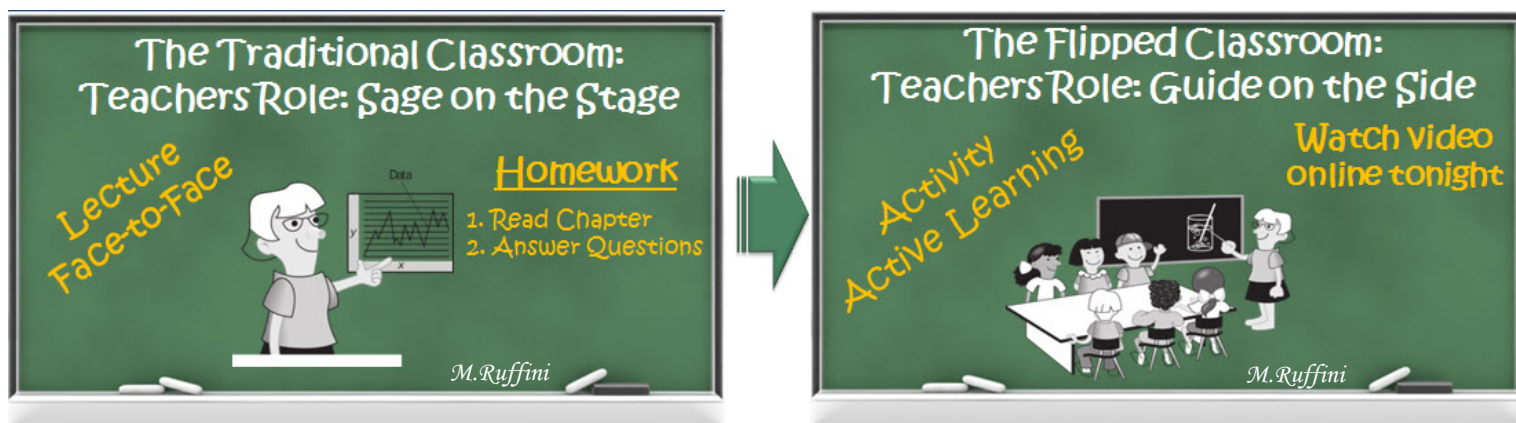 The Traditional Classroom:
Teachers Role: Sage on the Stage
Lecture
Face-to-Face
Data
y
x
Homework
1. Read Chapter
2. Answer Questions
M.Ruffini
The Flipped Classroom:
Teachers Role: Guide on the Side
Activity
Active Learning
Watch video
online tonight
M.Ruffini